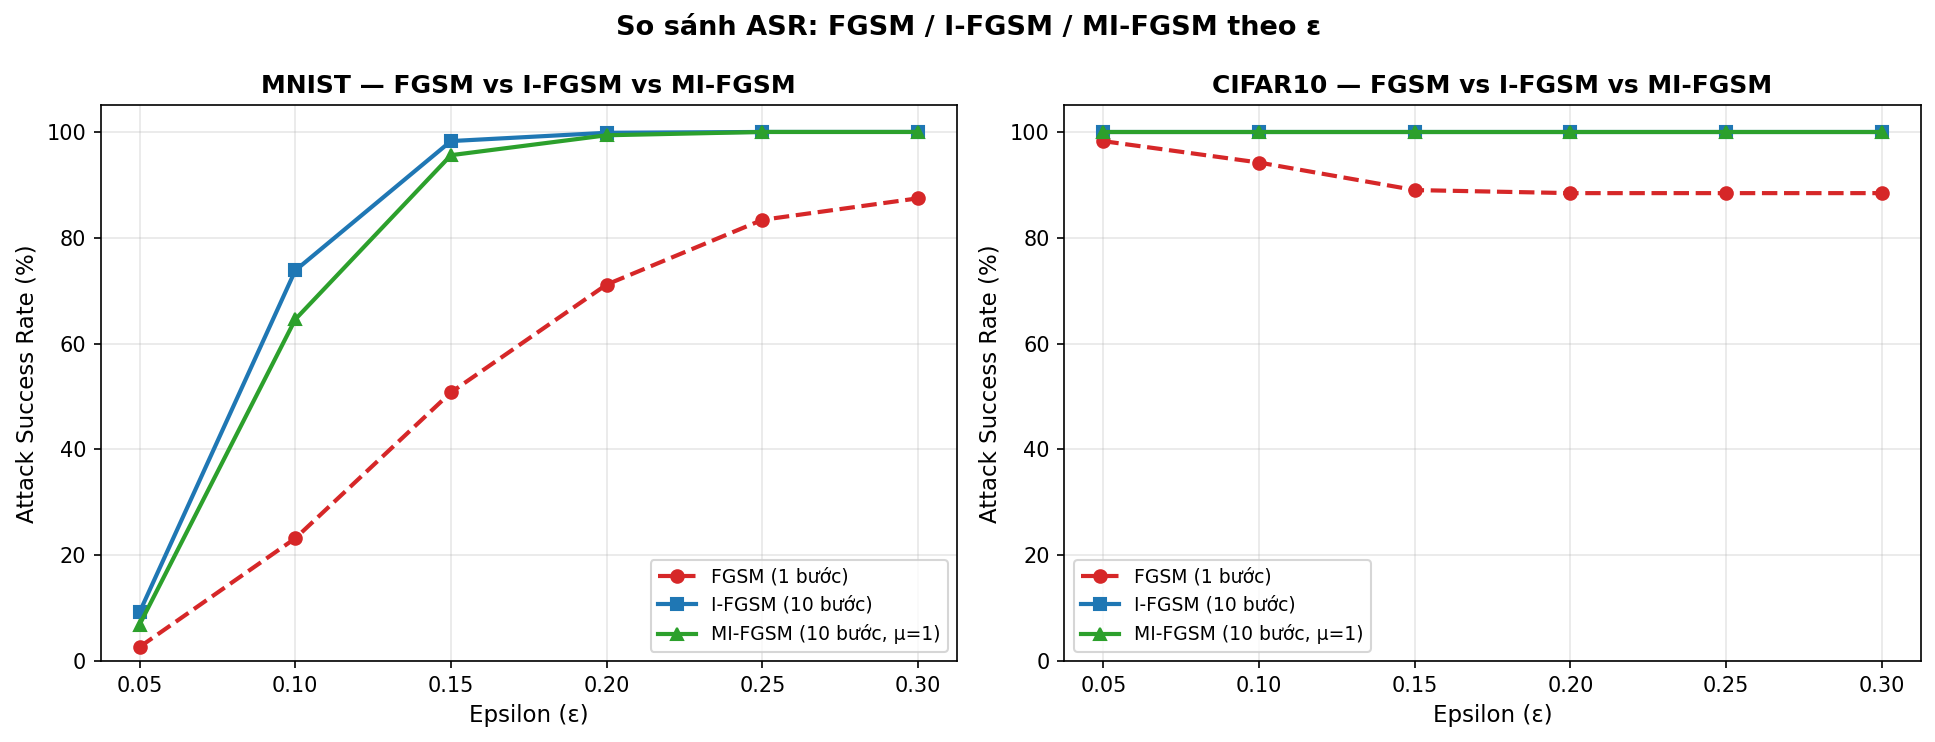 So sánh ASR: FGSM / I-FGSM / MI-FGSM theo ε
MNIST — FGSM vs I-FGSM vs MI-FGSM
Attack Success Rate (%)
100
80
60
40
20
0
0.05 0.10 0.15 0.20 0.25 0.30
Epsilon (ε)
FGSM (1 bước)
I-FGSM (10 bước)
MI-FGSM (10 bước, μ=1)
CIFAR10 — FGSM vs I-FGSM vs MI-FGSM
Attack Success Rate (%)
100
80
60
40
20
0
0.05 0.10 0.15 0.20 0.25 0.30
Epsilon (ε)
FGSM (1 bước)
I-FGSM (10 bước)
MI-FGSM (10 bước, μ=1)